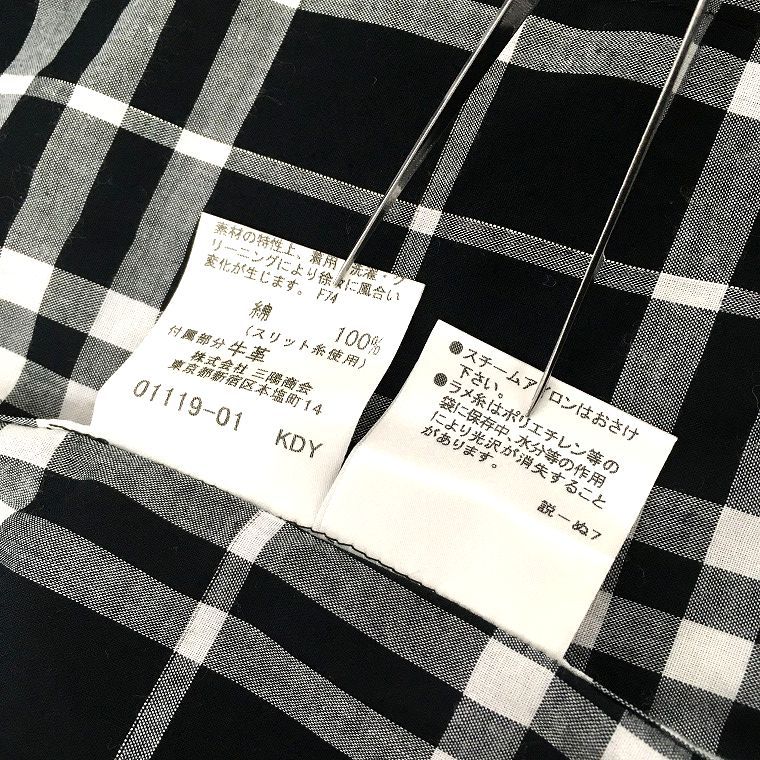 素材の特性上、着用、洗濯・ク
リーニングにより徐々に風合い
変化が生じます。 F74
綿 100%
(スリット糸使用)
付属部分 牛革
株式会社 三陽商会
東京都新宿区本塩町14
01119-01 KDY
●スチームアイロンはおさけ
下さい。
●ラメ糸はポリエチレン等の
袋に保存中、水分等の作用
により光沢が消失すること
があります。
説ーぬ7